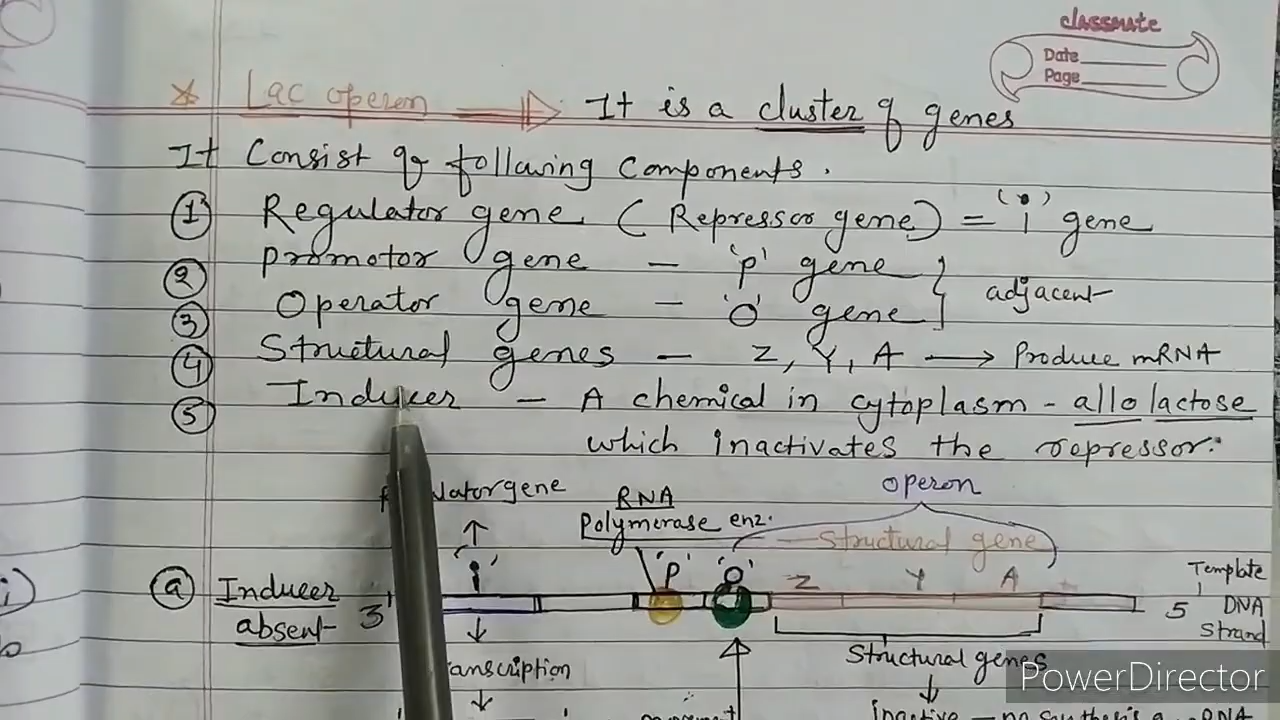 classmate
Date
Page
* Lac operon ⇒ It is a cluster of genes
It Consist of following Components.
① Regulator gene (Repressor gene) = 'i' gene
② Promotor gene - 'p' gene
③ Operator gene - 'O' gene } adjacent
④ Structural genes - Z, Y, A → Produce mRNA
⑤ Inducer - A chemical in cytoplasm - allolactose
which inactivates the repressor.
operon
latorgene
RNA
Polymerase enz.
Structural gene
'i' 'P' 'O' Z Y A
Template
ⓐ Inducer
absent
3' 5' DNA
Strand
anscription
Structural genes
PowerDirector